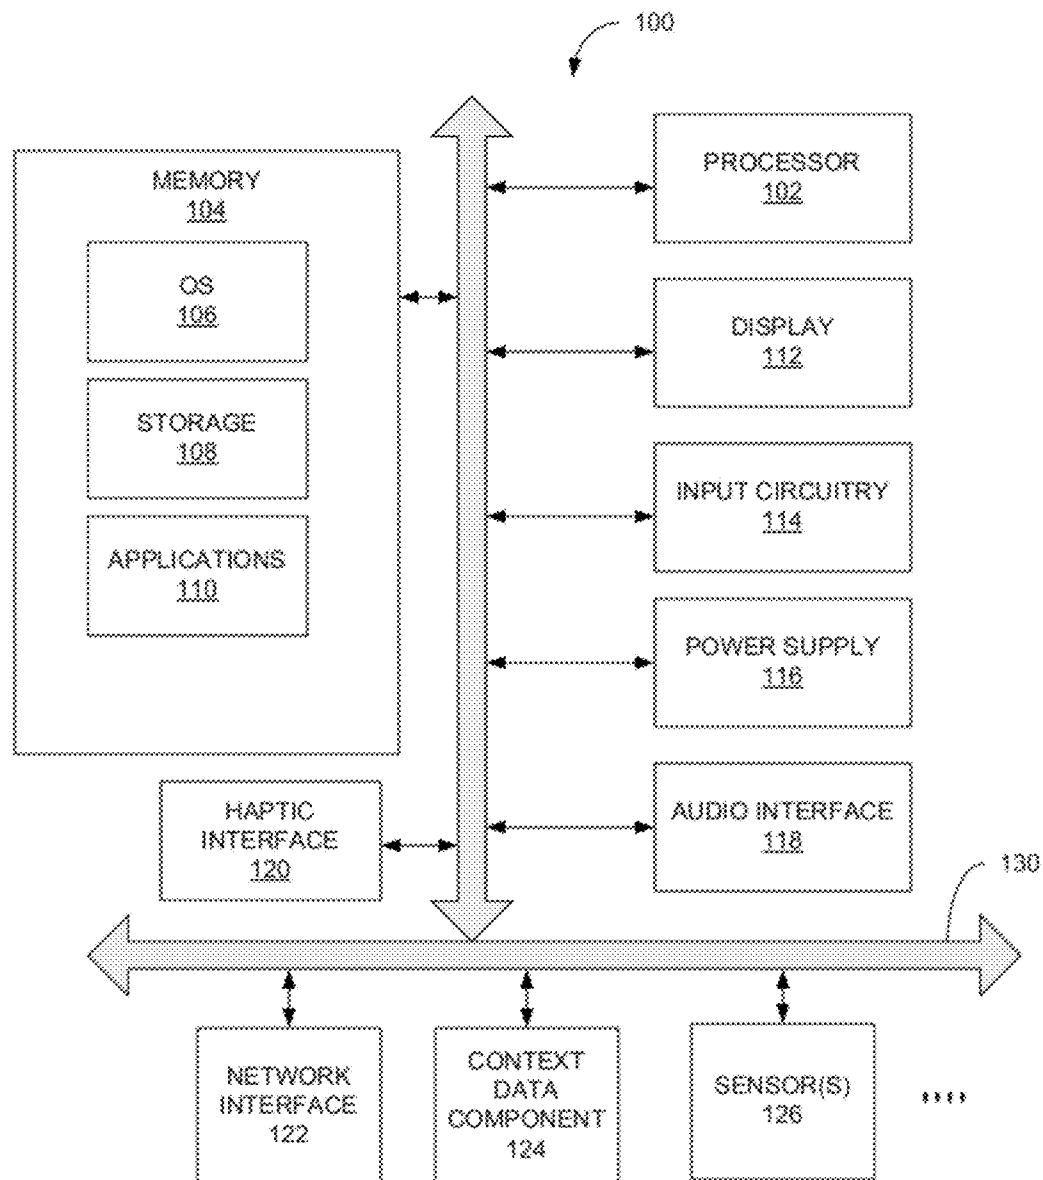 100
MEMORY
104
OS
106
STORAGE
108
APPLICATIONS
110
PROCESSOR
102
DISPLAY
112
INPUT CIRCUITRY
114
POWER SUPPLY
116
AUDIO INTERFACE
118
HAPTIC
INTERFACE
120
130
NETWORK
INTERFACE
122
CONTEXT
DATA
COMPONENT
124
SENSOR(S)
126